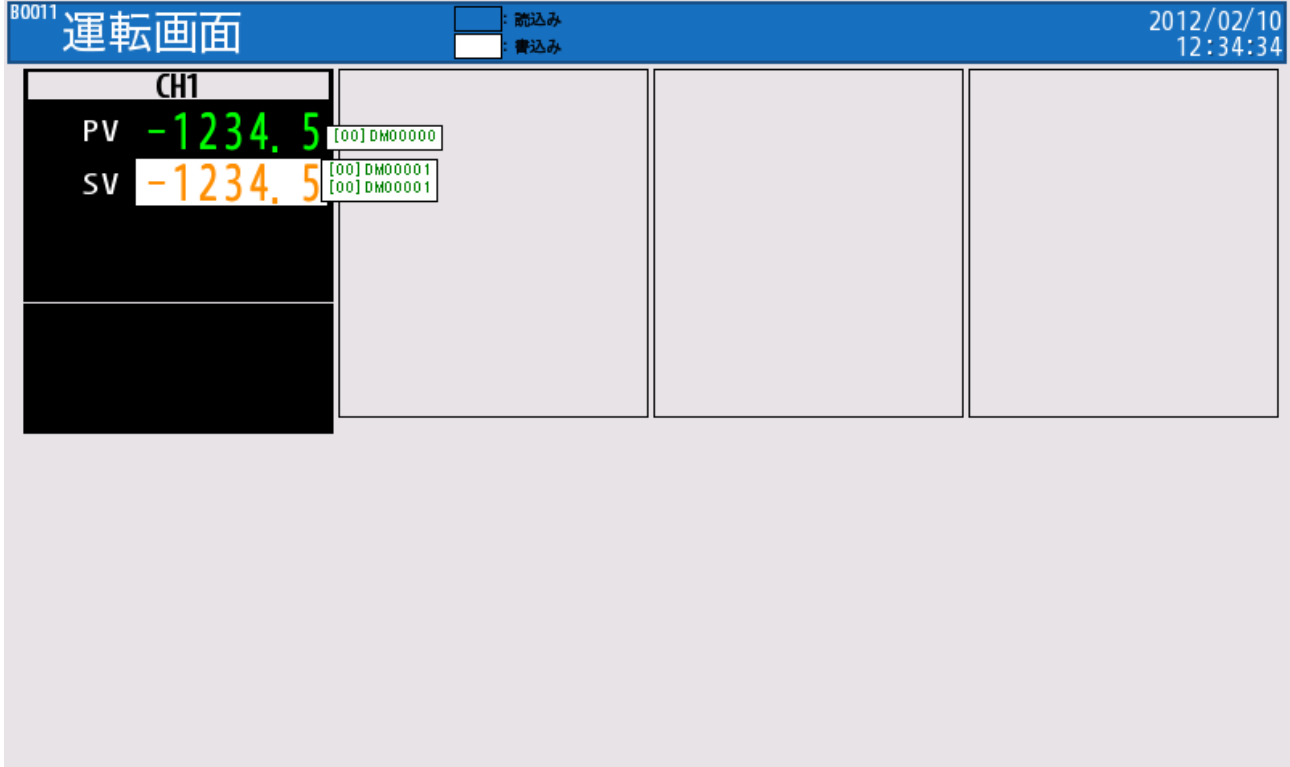 B0011
運転画面
: 読込み
: 書込み
2012/02/10
12:34:34
CH1
PV -1234.5
[00]DM00000
SV -1234.5
[00]DM00001
[00]DM00001